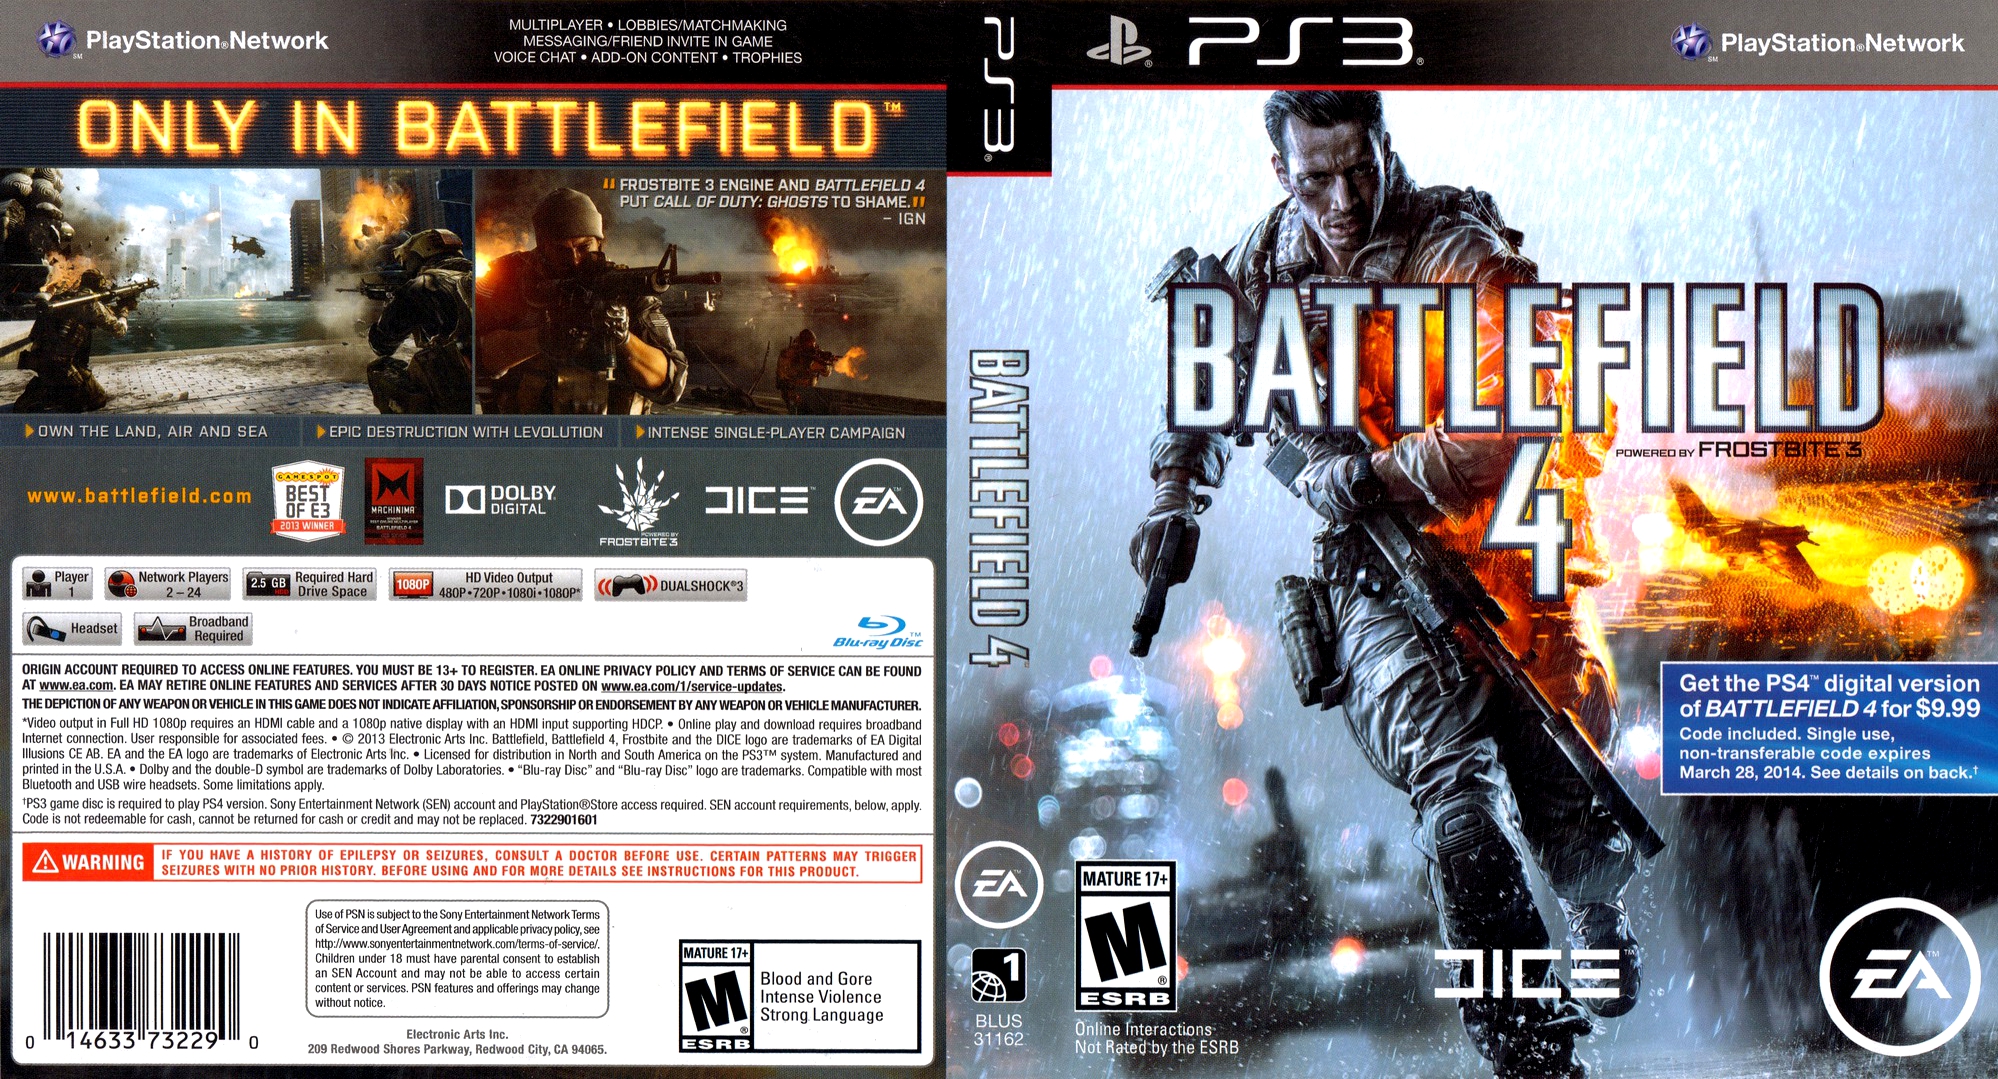 PlayStation®Network
SM
MULTIPLAYER • LOBBIES/MATCHMAKING
MESSAGING/FRIEND INVITE IN GAME
VOICE CHAT • ADD-ON CONTENT • TROPHIES
ONLY IN BATTLEFIELD™
"FROSTBITE 3 ENGINE AND BATTLEFIELD 4
PUT CALL OF DUTY: GHOSTS TO SHAME."
– IGN
OWN THE LAND, AIR AND SEA
EPIC DESTRUCTION WITH LEVOLUTION
INTENSE SINGLE-PLAYER CAMPAIGN
www.battlefield.com
GAMESPOT
BEST
OF E3
2013 WINNER
M
MACHINIMA
WINNER
BEST ONLINE MULTIPLAYER
BATTLEFIELD 4
DOLBY
DIGITAL
POWERED BY
FROSTBITE 3
DICE™
EA™
Player
1
Network Players
2 – 24
2.5 GB
Required Hard
Drive Space
1080P
HD Video Output
480P•720P•1080i•1080P*
DUALSHOCK®3
Headset
Broadband
Required
Blu-ray Disc™
ORIGIN ACCOUNT REQUIRED TO ACCESS ONLINE FEATURES. YOU MUST BE 13+ TO REGISTER. EA ONLINE PRIVACY POLICY AND TERMS OF SERVICE CAN BE FOUND
AT www.ea.com. EA MAY RETIRE ONLINE FEATURES AND SERVICES AFTER 30 DAYS NOTICE POSTED ON www.ea.com/1/service-updates.
THE DEPICTION OF ANY WEAPON OR VEHICLE IN THIS GAME DOES NOT INDICATE AFFILIATION, SPONSORSHIP OR ENDORSEMENT BY ANY WEAPON OR VEHICLE MANUFACTURER.
*Video output in Full HD 1080p requires an HDMI cable and a 1080p native display with an HDMI input supporting HDCP. • Online play and download requires broadband
Internet connection. User responsible for associated fees. • © 2013 Electronic Arts Inc. Battlefield, Battlefield 4, Frostbite and the DICE logo are trademarks of EA Digital
Illusions CE AB. EA and the EA logo are trademarks of Electronic Arts Inc. • Licensed for distribution in North and South America on the PS3™ system. Manufactured and
printed in the U.S.A. • Dolby and the double-D symbol are trademarks of Dolby Laboratories. • "Blu-ray Disc" and "Blu-ray Disc" logo are trademarks. Compatible with most
Bluetooth and USB wire headsets. Some limitations apply.
†PS3 game disc is required to play PS4 version. Sony Entertainment Network (SEN) account and PlayStation®Store access required. SEN account requirements, below, apply.
Code is not redeemable for cash, cannot be returned for cash or credit and may not be replaced. 7322901601
WARNING
IF YOU HAVE A HISTORY OF EPILEPSY OR SEIZURES, CONSULT A DOCTOR BEFORE USE. CERTAIN PATTERNS MAY TRIGGER
SEIZURES WITH NO PRIOR HISTORY. BEFORE USING AND FOR MORE DETAILS SEE INSTRUCTIONS FOR THIS PRODUCT.
0 14633 73229 0
Use of PSN is subject to the Sony Entertainment Network Terms
of Service and User Agreement and applicable privacy policy, see
http://www.sonyentertainmentnetwork.com/terms-of-service/.
Children under 18 must have parental consent to establish
an SEN Account and may not be able to access certain
content or services. PSN features and offerings may change
without notice.
Electronic Arts Inc.
209 Redwood Shores Parkway, Redwood City, CA 94065.
MATURE 17+
M®
ESRB
Blood and Gore
Intense Violence
Strong Language
PS3®
BATTLEFIELD 4
EA™
1
BLUS
31162
PS3®
PlayStation®Network
SM
BATTLEFIELD
4
POWERED BY FROSTBITE 3
Get the PS4™ digital version
of BATTLEFIELD 4 for $9.99
Code included. Single use,
non-transferable code expires
March 28, 2014. See details on back.†
MATURE 17+
M®
ESRB
Online Interactions
Not Rated by the ESRB
DICE™
EA™